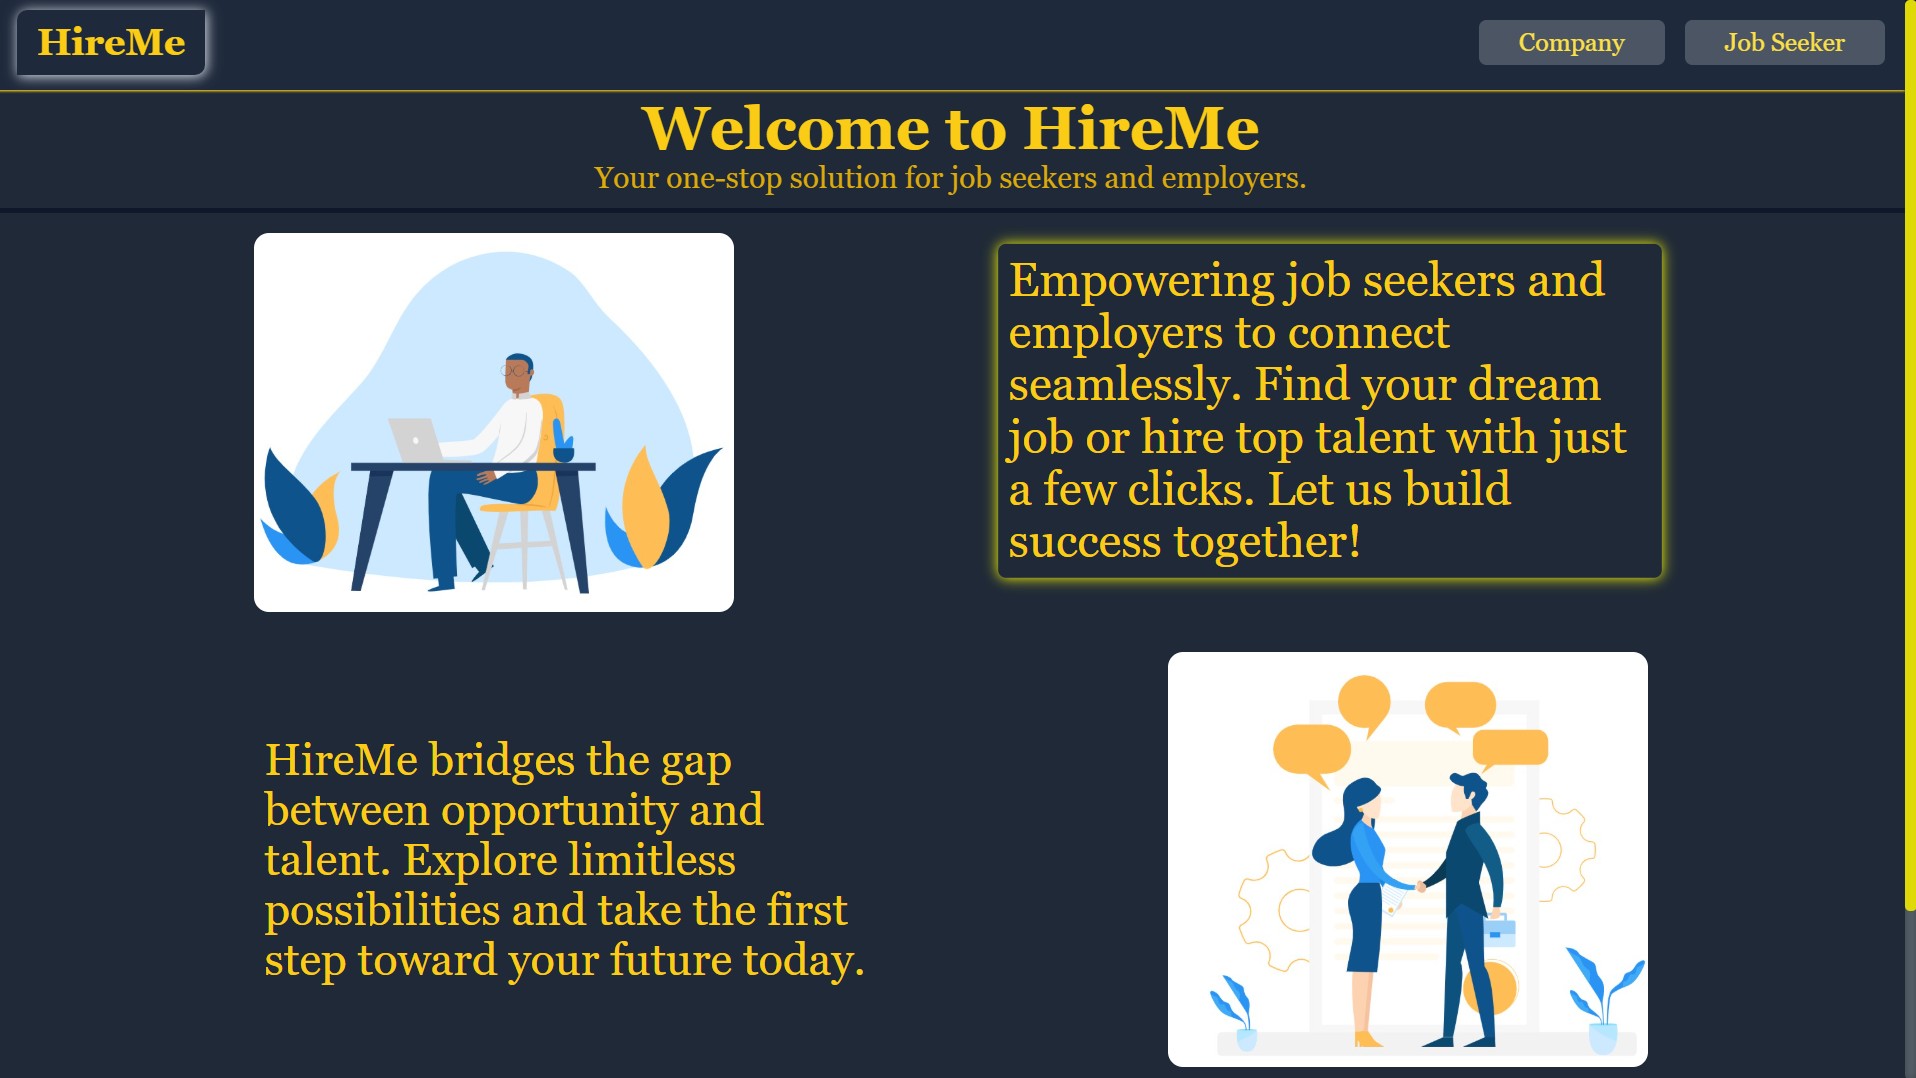 HireMe
Company
Job Seeker
Welcome to HireMe
Your one-stop solution for job seekers and employers.
Empowering job seekers and
employers to connect
seamlessly. Find your dream
job or hire top talent with just
a few clicks. Let us build
success together!
HireMe bridges the gap
between opportunity and
talent. Explore limitless
possibilities and take the first
step toward your future today.